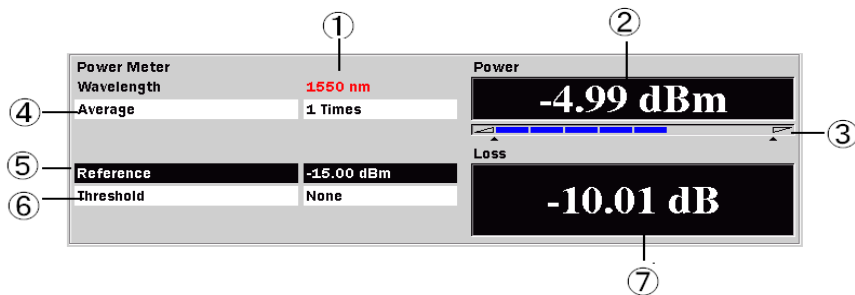 ① ②
Power Meter
Wavelength 1550 nm
④ Average 1 Times
Power
-4.99 dBm
③
⑤ Reference -15.00 dBm
⑥ Threshold None
Loss
-10.01 dB
⑦